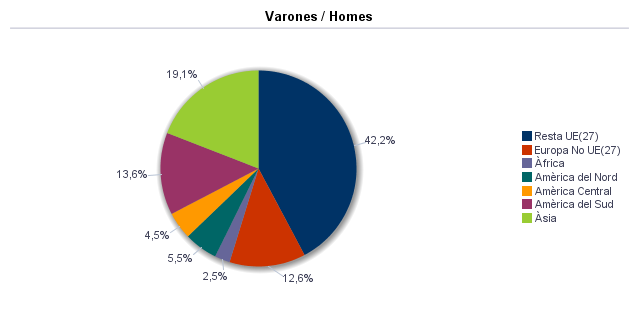 Varones / Homes
19,1%
42,2%
13,6%
4,5%
5,5%
2,5%
12,6%
Resta UE(27)
Europa No UE(27)
Àfrica
Amèrica del Nord
Amèrica Central
Amèrica del Sud
Àsia